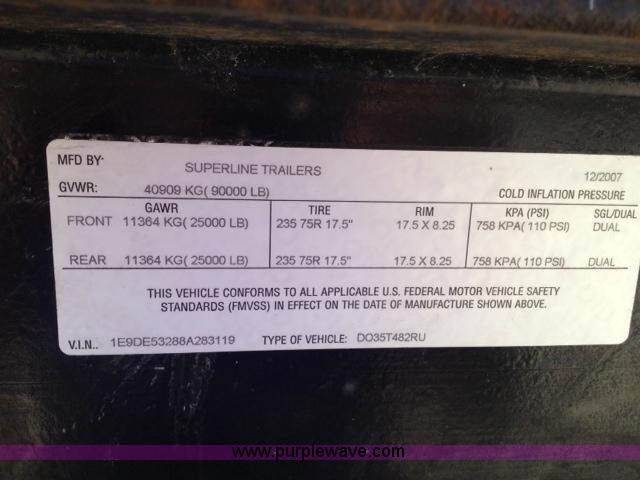 MFD BY: SUPERLINE TRAILERS 12/2007
GVWR: 40909 KG( 90000 LB) COLD INFLATION PRESSURE
GAWR TIRE RIM KPA (PSI) SGL/DUAL
FRONT 11364 KG( 25000 LB) 235 75R 17.5" 17.5 X 8.25 758 KPA( 110 PSI) DUAL
REAR 11364 KG( 25000 LB) 235 75R 17.5" 17.5 X 8.25 758 KPA( 110 PSI) DUAL
THIS VEHICLE CONFORMS TO ALL APPLICABLE U.S. FEDERAL MOTOR VEHICLE SAFETY
STANDARDS (FMVSS) IN EFFECT ON THE DATE OF MANUFACTURE SHOWN ABOVE.
V.I.N.. 1E9DE53288A283119 TYPE OF VEHICLE: DO35T482RU
www.purplewave.com